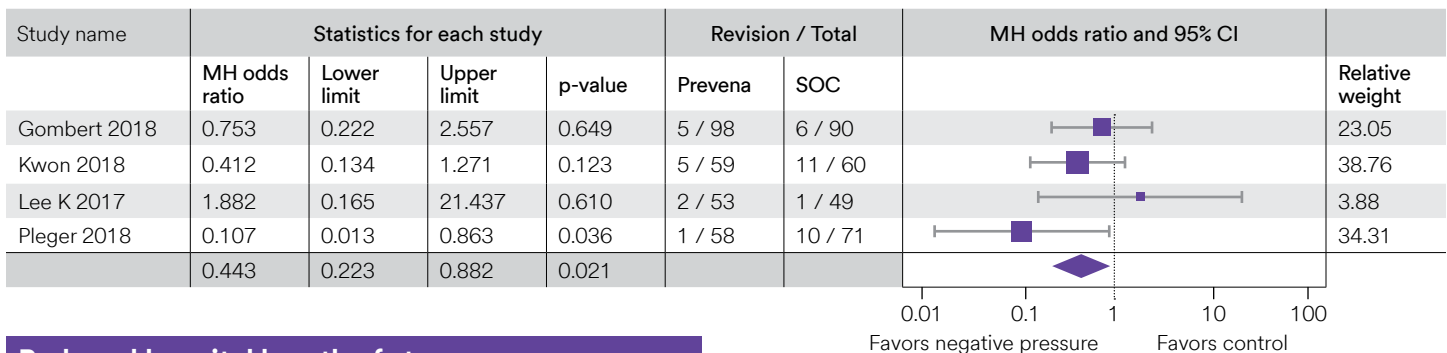 Study name Statistics for each study Revision / Total MH odds ratio and 95% CI
MH odds ratio Lower limit Upper limit p-value Prevena SOC Relative weight
Gombert 2018 0.753 0.222 2.557 0.649 5 / 98 6 / 90 23.05
Kwon 2018 0.412 0.134 1.271 0.123 5 / 59 11 / 60 38.76
Lee K 2017 1.882 0.165 21.437 0.610 2 / 53 1 / 49 3.88
Pleger 2018 0.107 0.013 0.863 0.036 1 / 58 10 / 71 34.31
0.443 0.223 0.882 0.021
0.01 0.1 1 10 100
Favors negative pressure Favors control